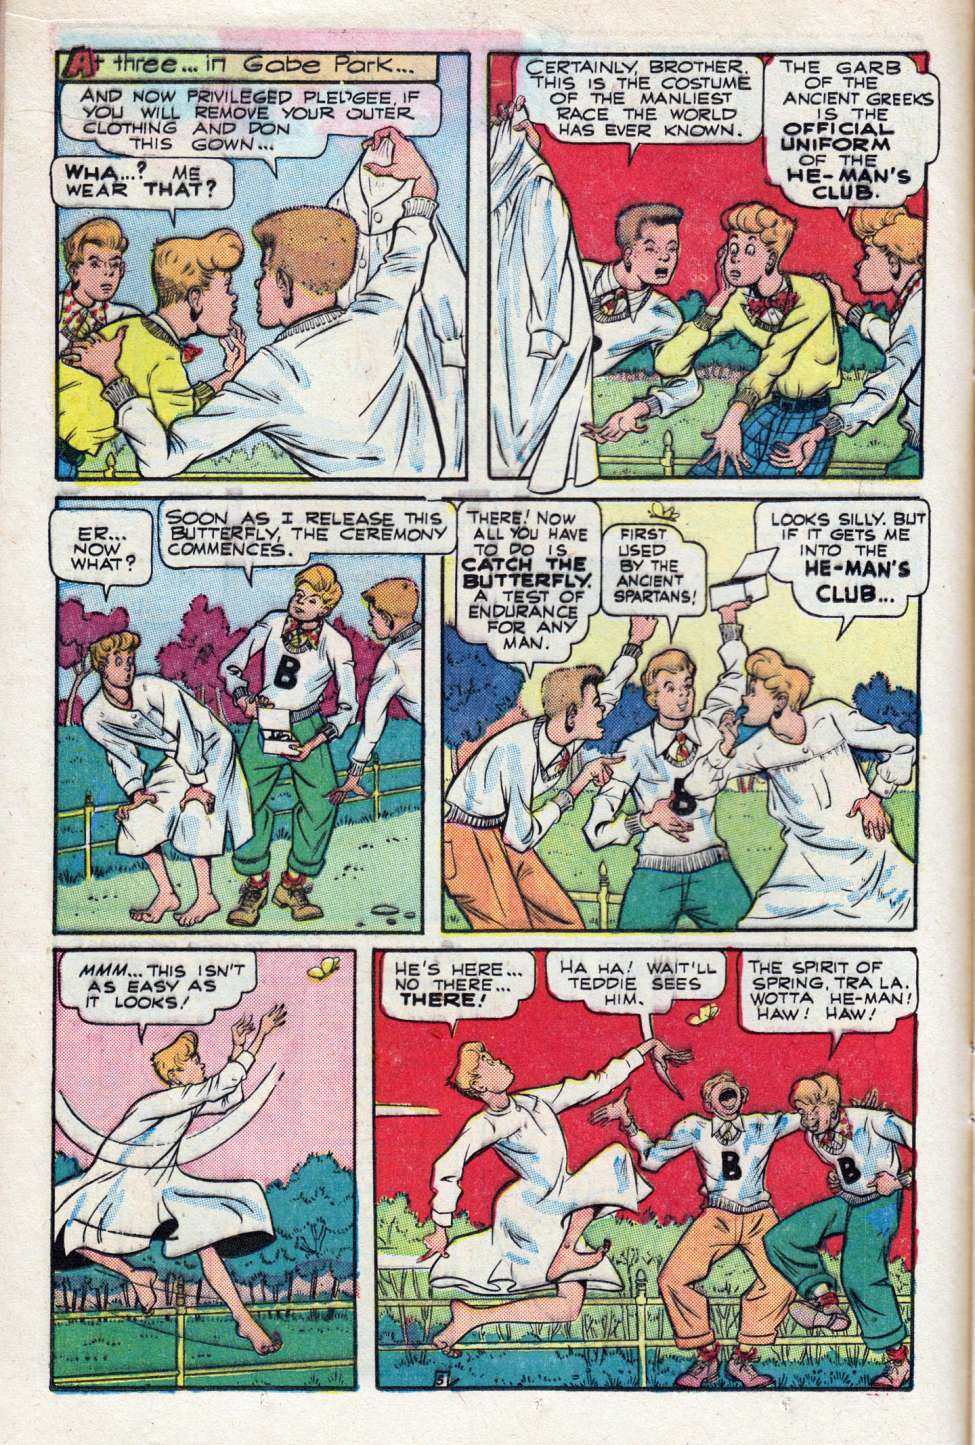 At three... in Gabe Park...
AND NOW PRIVILEGED PLEDGEE, IF
YOU WILL REMOVE YOUR OUTER
CLOTHING AND DON
THIS GOWN...
WHA...? ME
WEAR THAT?
CERTAINLY, BROTHER.
THIS IS THE COSTUME
OF THE MANLIEST
RACE THE WORLD
HAS EVER KNOWN.
THE GARB
OF THE
ANCIENT GREEKS
IS THE
OFFICIAL
UNIFORM
OF THE
HE-MAN'S
CLUB.
ER...
NOW
WHAT?
SOON AS I RELEASE THIS
BUTTERFLY, THE CEREMONY
COMMENCES.
B
THERE! NOW
ALL YOU HAVE
TO DO IS
CATCH THE
BUTTERFLY.
A TEST OF
ENDURANCE
FOR ANY
MAN.
FIRST
USED
BY THE
ANCIENT
SPARTANS!
LOOKS SILLY. BUT
IF IT GETS ME
INTO THE
HE-MAN'S
CLUB...
B
MMM... THIS ISN'T
AS EASY AS
IT LOOKS!
HE'S HERE...
NO THERE...
THERE!
HA HA! WAIT'LL
TEDDIE SEES
HIM.
THE SPIRIT OF
SPRING, TRA LA.
WOTTA HE-MAN!
HAW! HAW!
B
B
5